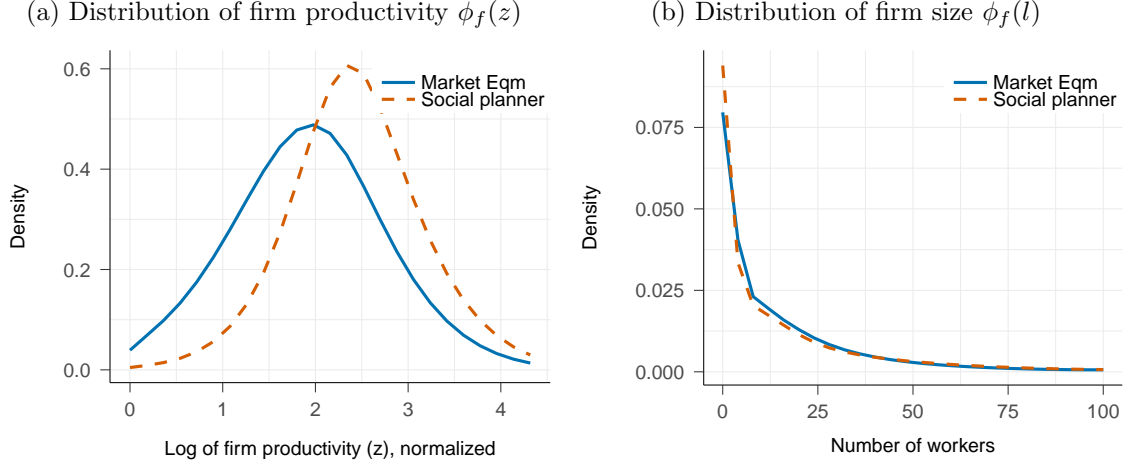 (a) Distribution of firm productivity ϕ_f(z)
Market Eqm
Social planner
0.6
0.4
0.2
0.0
Density
0
1
2
3
4
Log of firm productivity (z), normalized
(b) Distribution of firm size ϕ_f(l)
Market Eqm
Social planner
0.075
0.050
0.025
0.000
Density
0
25
50
75
100
Number of workers